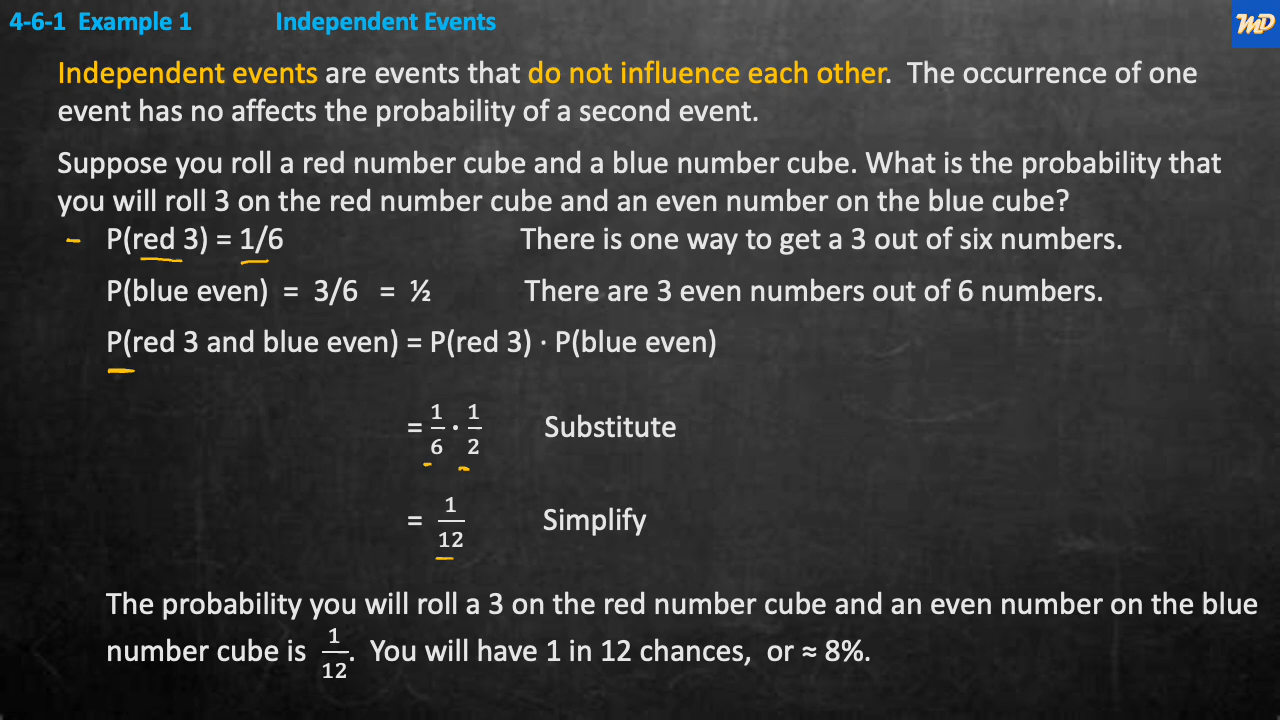 4-6-1 Example 1 Independent Events
MD
Independent events are events that do not influence each other. The occurrence of one
event has no affects the probability of a second event.
Suppose you roll a red number cube and a blue number cube. What is the probability that
you will roll 3 on the red number cube and an even number on the blue cube?
P(red 3) = 1/6 There is one way to get a 3 out of six numbers.
P(blue even) = 3/6 = ½ There are 3 even numbers out of 6 numbers.
P(red 3 and blue even) = P(red 3) · P(blue even)
= 1/6 · 1/2 Substitute
= 1/12 Simplify
The probability you will roll a 3 on the red number cube and an even number on the blue
number cube is 1/12. You will have 1 in 12 chances, or ≈ 8%.